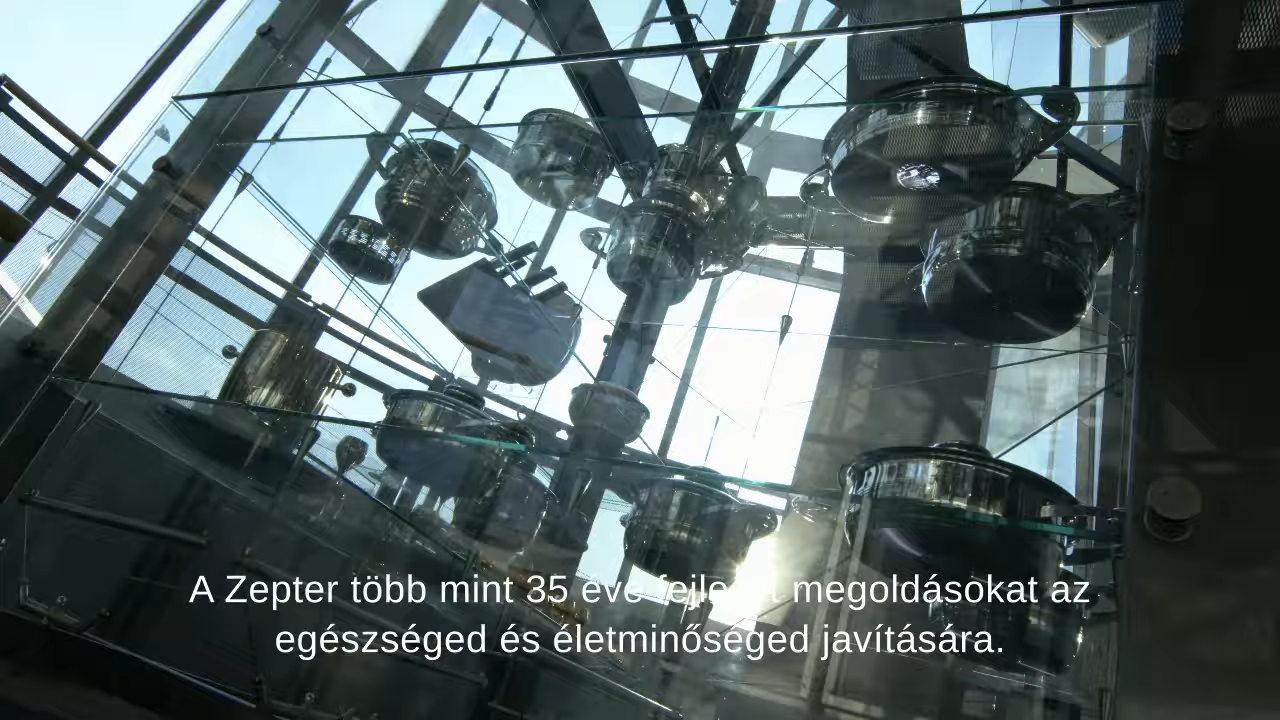 A Zepter több mint 35 éve fejleszt megoldásokat az
egészséged és életminőséged javítására.